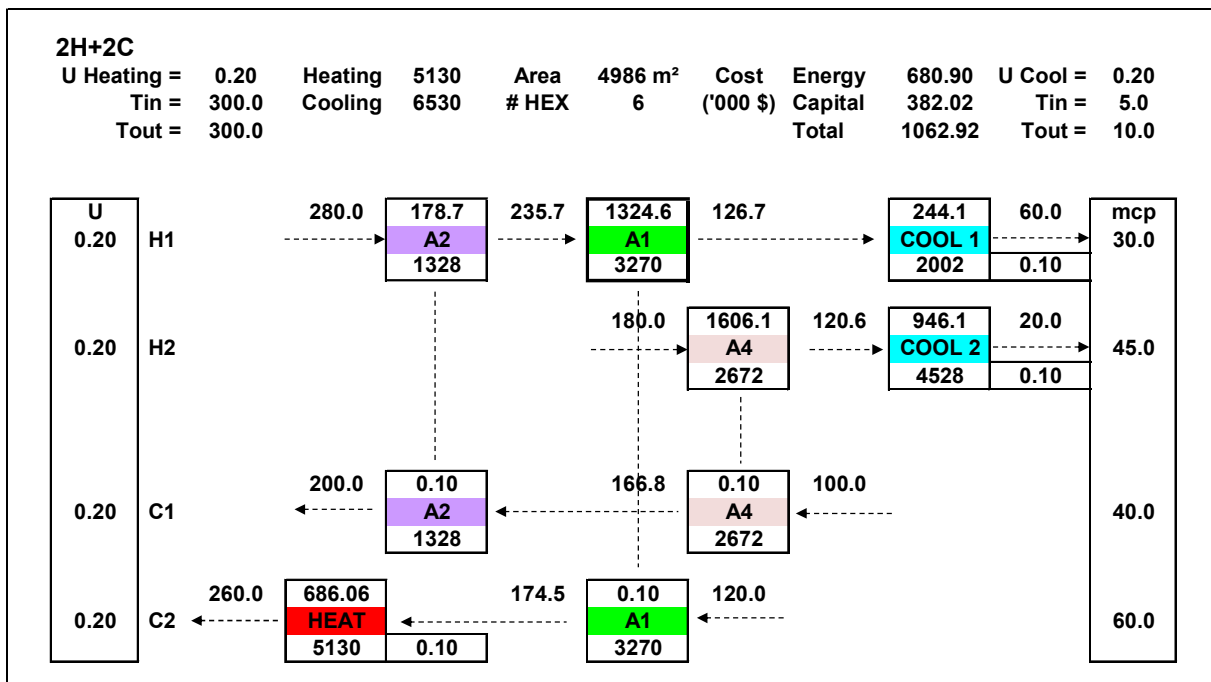 2H+2C
U Heating = 0.20 Heating 5130 Area 4986 m² Cost Energy 680.90 U Cool = 0.20
Tin = 300.0 Cooling 6530 # HEX 6 ('000 $) Capital 382.02 Tin = 5.0
Tout = 300.0 Total 1062.92 Tout = 10.0
U 280.0 178.7 235.7 1324.6 126.7 244.1 60.0 mcp
0.20 H1 A2 A1 COOL 1 30.0
1328 3270 2002 0.10
180.0 1606.1 120.6 946.1 20.0
0.20 H2 A4 COOL 2 45.0
2672 4528 0.10
200.0 0.10 166.8 0.10 100.0
0.20 C1 A2 A4 40.0
1328 2672
260.0 686.06 174.5 0.10 120.0
0.20 C2 HEAT A1 60.0
5130 0.10 3270